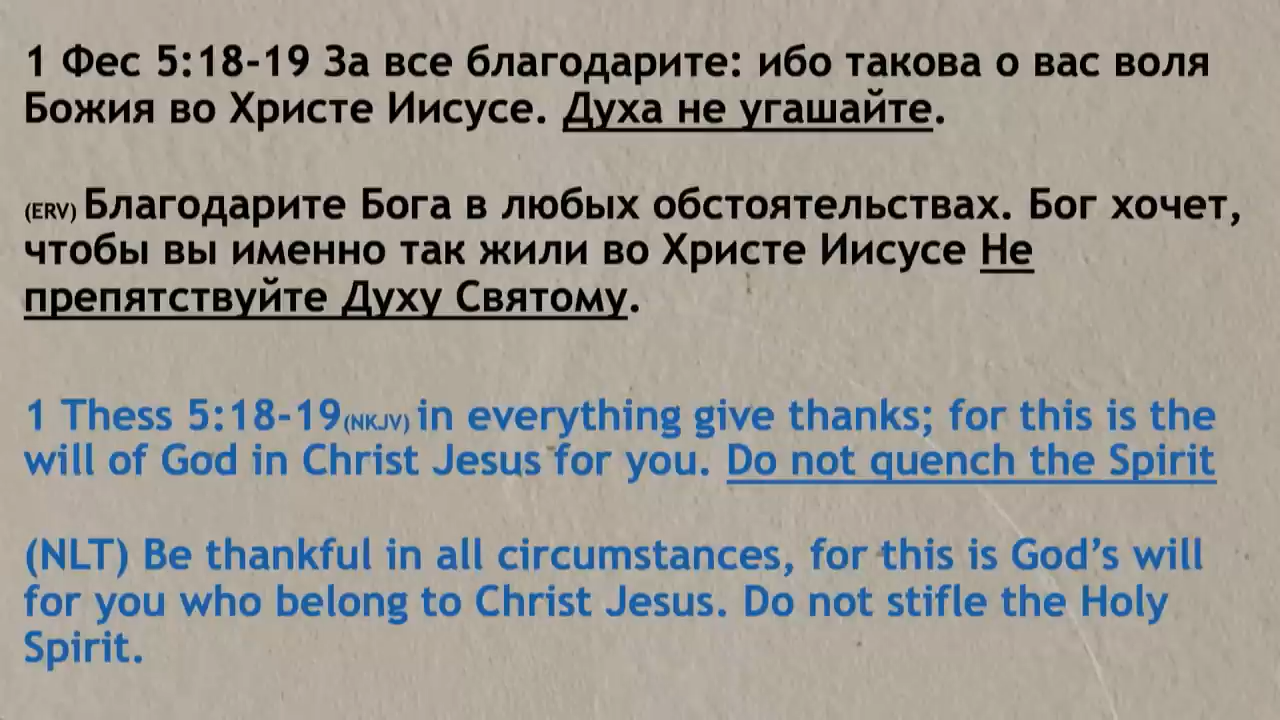 1 Фес 5:18-19 За все благодарите: ибо такова о вас воля
Божия во Христе Иисусе. Духа не угашайте.
(ERV) Благодарите Бога в любых обстоятельствах. Бог хочет,
чтобы вы именно так жили во Христе Иисусе Не
препятствуйте Духу Святому.
1 Thess 5:18-19(NKJV) in everything give thanks; for this is the
will of God in Christ Jesus for you. Do not quench the Spirit
(NLT) Be thankful in all circumstances, for this is God’s will
for you who belong to Christ Jesus. Do not stifle the Holy
Spirit.